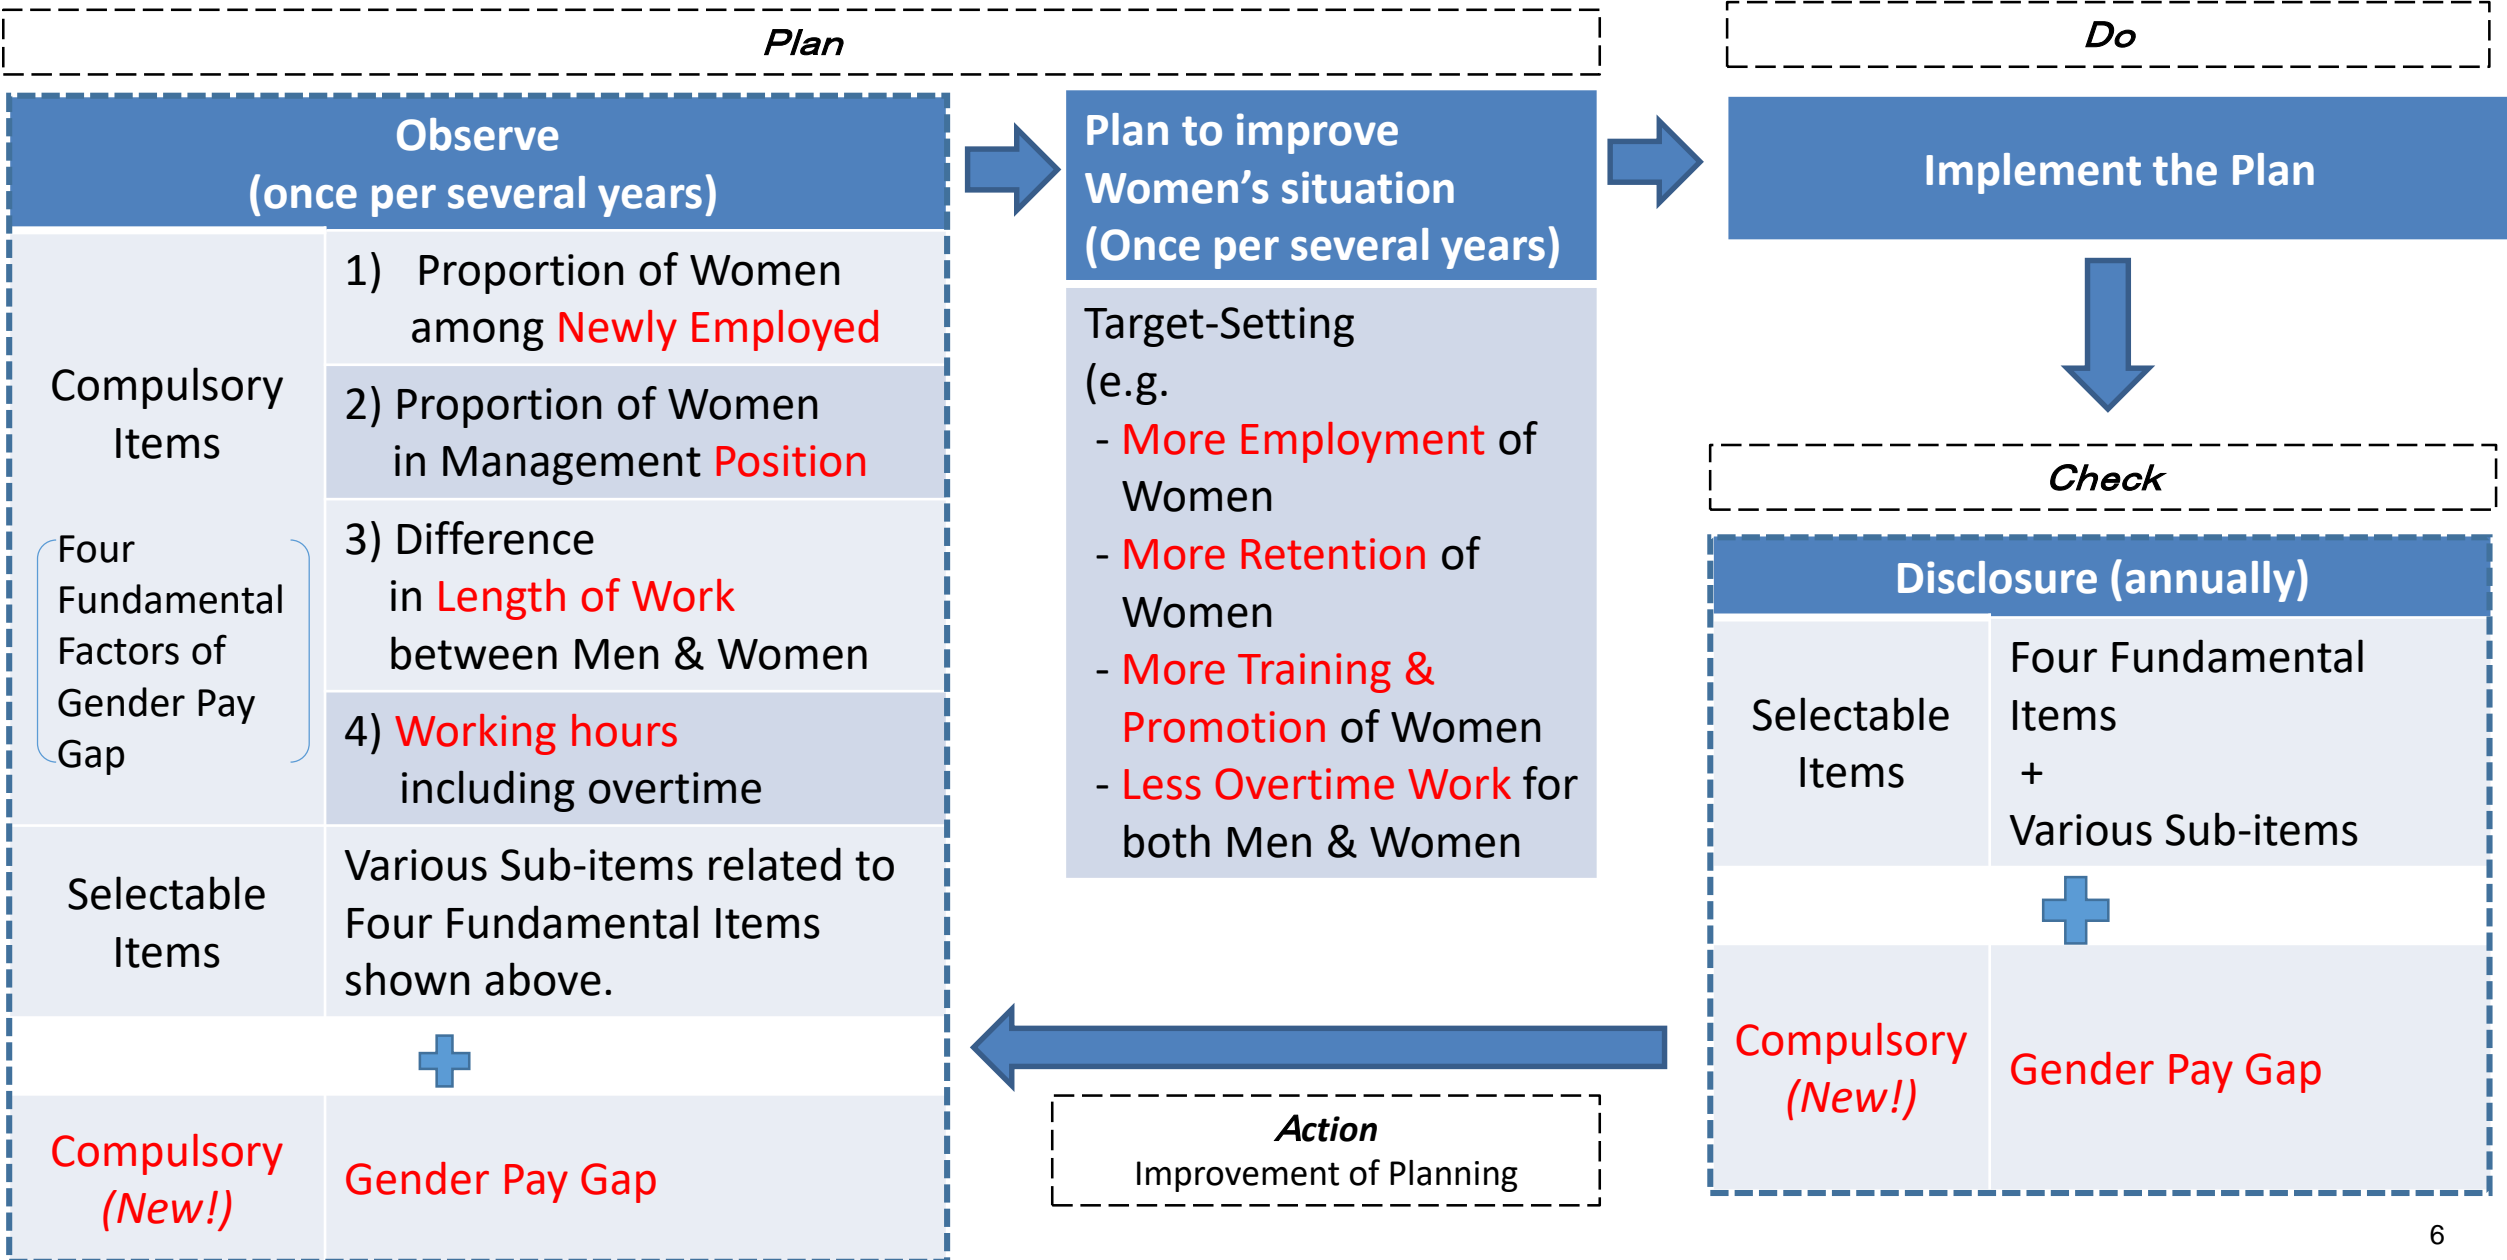 Plan
Observe
(once per several years)
Compulsory
Items
Four
Fundamental
Factors of
Gender Pay
Gap
1) Proportion of Women
among Newly Employed
2) Proportion of Women
in Management Position
3) Difference
in Length of Work
between Men & Women
4) Working hours
including overtime
Selectable
Items
Various Sub-items related to
Four Fundamental Items
shown above.
Compulsory
(New!)
Gender Pay Gap
Plan to improve
Women’s situation
(Once per several years)
Target-Setting
(e.g.
- More Employment of
Women
- More Retention of
Women
- More Training &
Promotion of Women
- Less Overtime Work for
both Men & Women
Do
Implement the Plan
Check
Disclosure (annually)
Selectable
Items
Four Fundamental
Items
+
Various Sub-items
Compulsory
(New!)
Gender Pay Gap
Action
Improvement of Planning
6